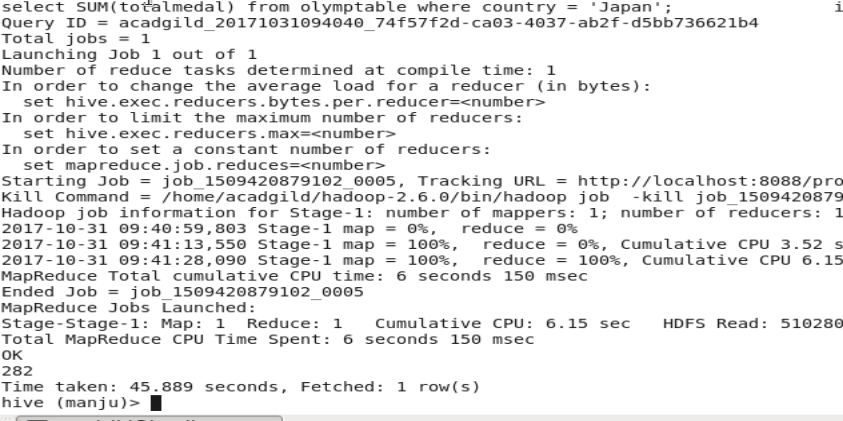 select SUM(totalmedal) from olymptable where country = 'Japan'; i
Query ID = acadgild_20171031094040_74f57f2d-ca03-4037-ab2f-d5bb736621b4
Total jobs = 1
Launching Job 1 out of 1
Number of reduce tasks determined at compile time: 1
In order to change the average load for a reducer (in bytes):
  set hive.exec.reducers.bytes.per.reducer=<number>
In order to limit the maximum number of reducers:
  set hive.exec.reducers.max=<number>
In order to set a constant number of reducers:
  set mapreduce.job.reduces=<number>
Starting Job = job_1509420879102_0005, Tracking URL = http://localhost:8088/pro
Kill Command = /home/acadgild/hadoop-2.6.0/bin/hadoop job  -kill job_1509420879
Hadoop job information for Stage-1: number of mappers: 1; number of reducers: 1
2017-10-31 09:40:59,803 Stage-1 map = 0%,  reduce = 0%
2017-10-31 09:41:13,550 Stage-1 map = 100%,  reduce = 0%, Cumulative CPU 3.52 s
2017-10-31 09:41:28,090 Stage-1 map = 100%,  reduce = 100%, Cumulative CPU 6.15
MapReduce Total cumulative CPU time: 6 seconds 150 msec
Ended Job = job_1509420879102_0005
MapReduce Jobs Launched:
Stage-Stage-1: Map: 1  Reduce: 1   Cumulative CPU: 6.15 sec   HDFS Read: 510280
Total MapReduce CPU Time Spent: 6 seconds 150 msec
OK
282
Time taken: 45.889 seconds, Fetched: 1 row(s)
hive (manju)>